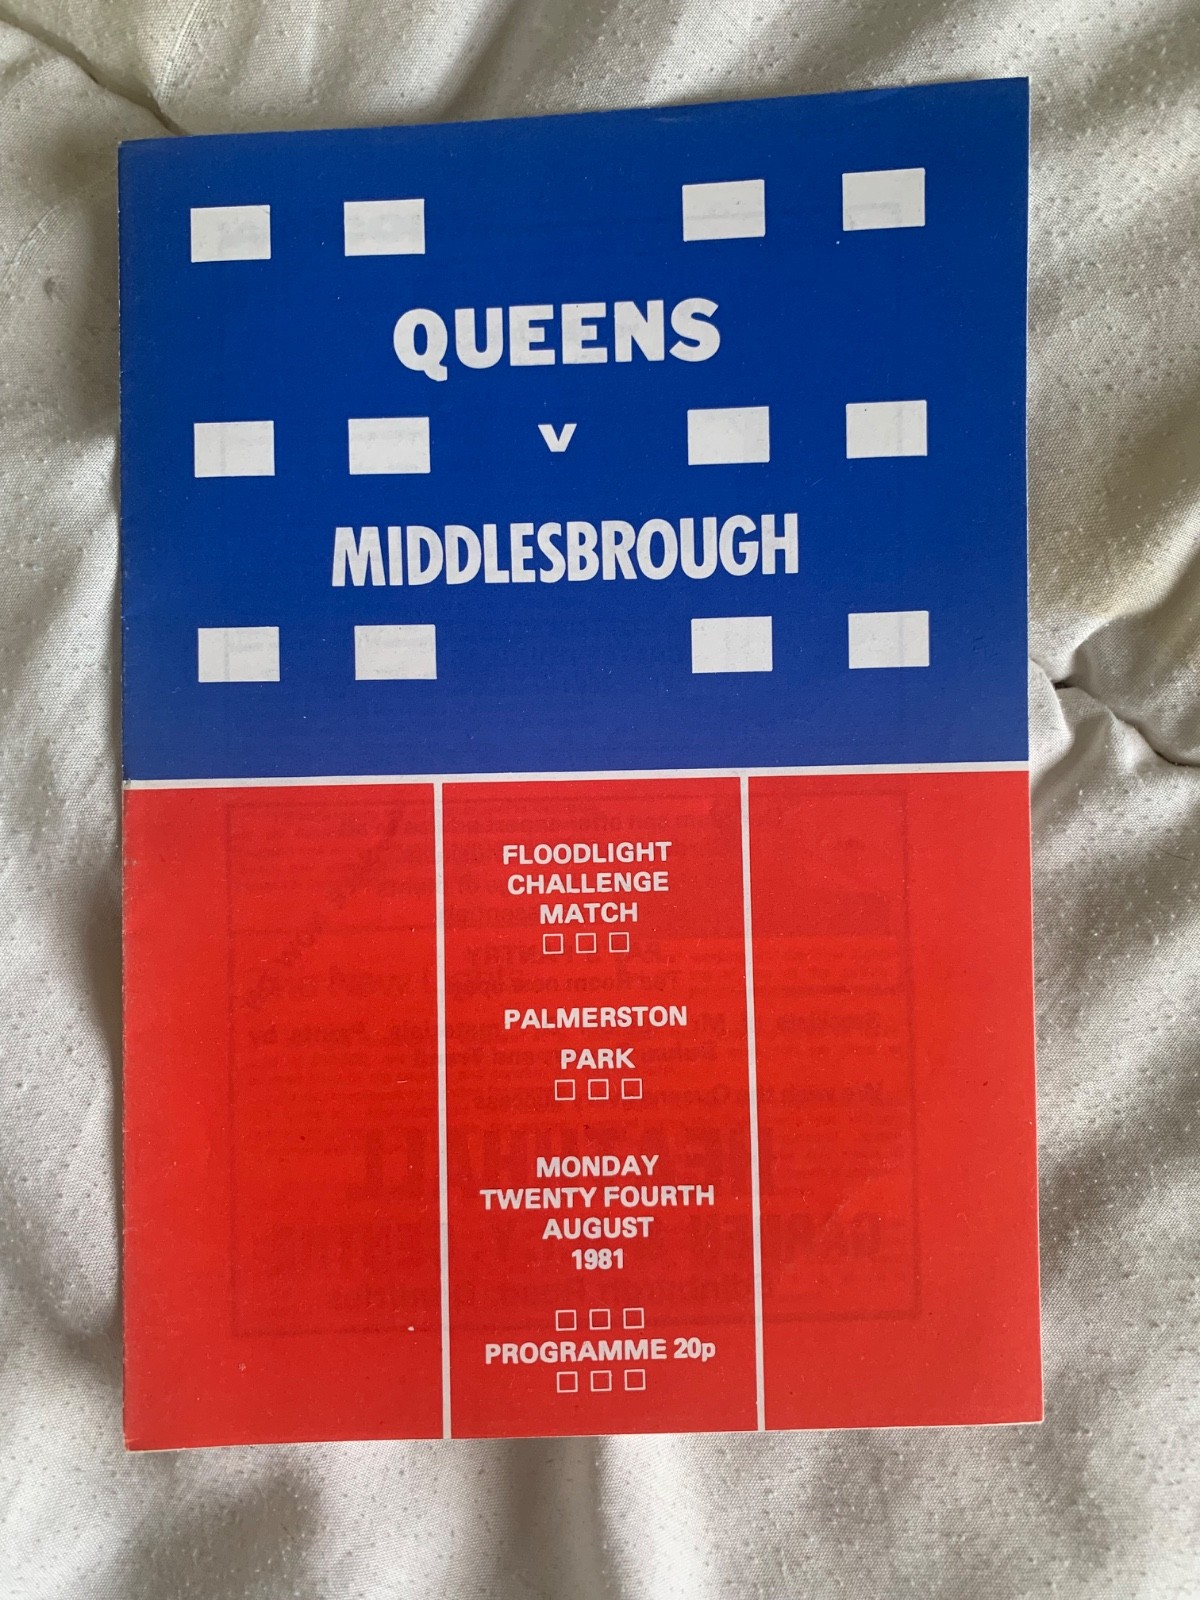 QUEENS
v
MIDDLESBROUGH
FLOODLIGHT
CHALLENGE
MATCH
PALMERSTON
PARK
MONDAY
TWENTY FOURTH
AUGUST
1981
PROGRAMME 20p